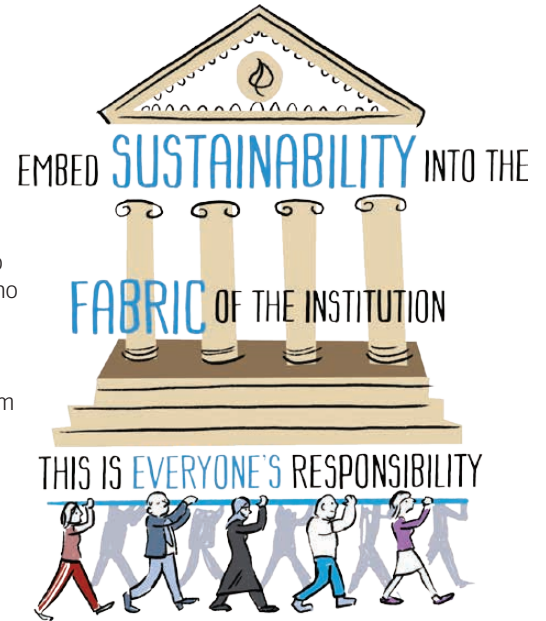 EMBED SUSTAINABILITY INTO THE
FABRIC OF THE INSTITUTION
THIS IS EVERYONE'S RESPONSIBILITY